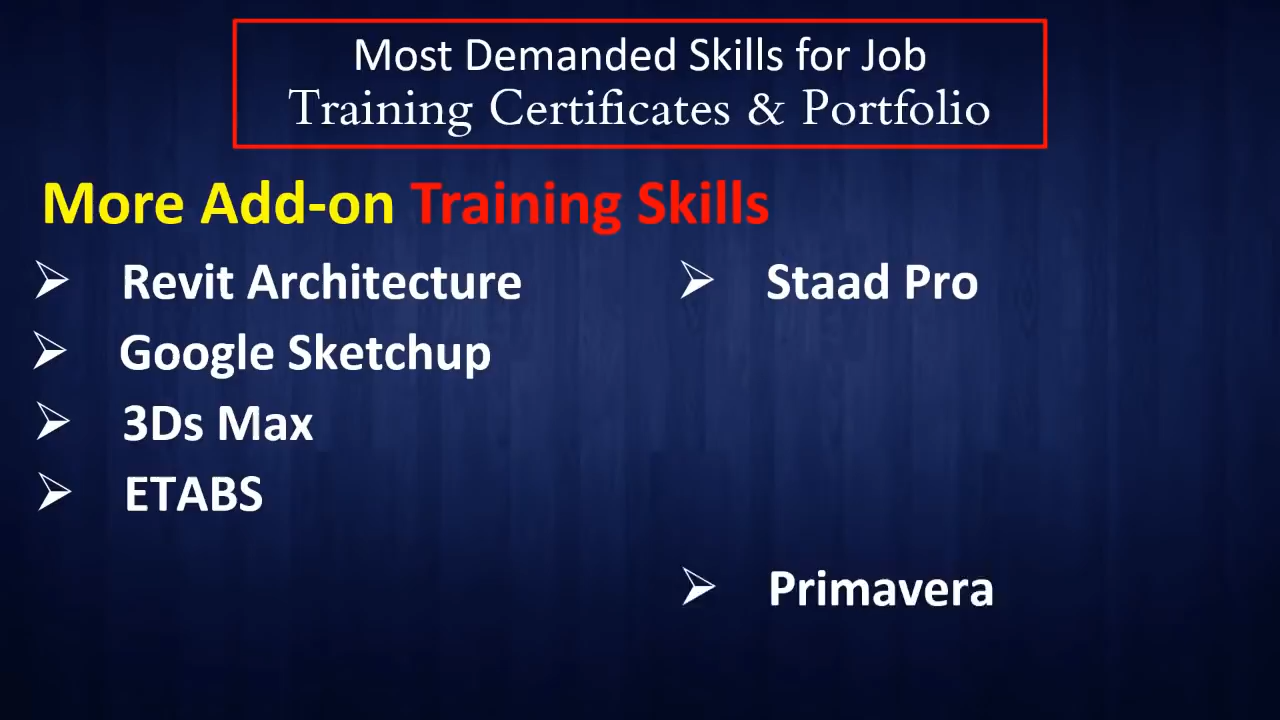 Most Demanded Skills for Job
Training Certificates & Portfolio
More Add-on Training Skills
Revit Architecture
Google Sketchup
3Ds Max
ETABS
Staad Pro
Primavera